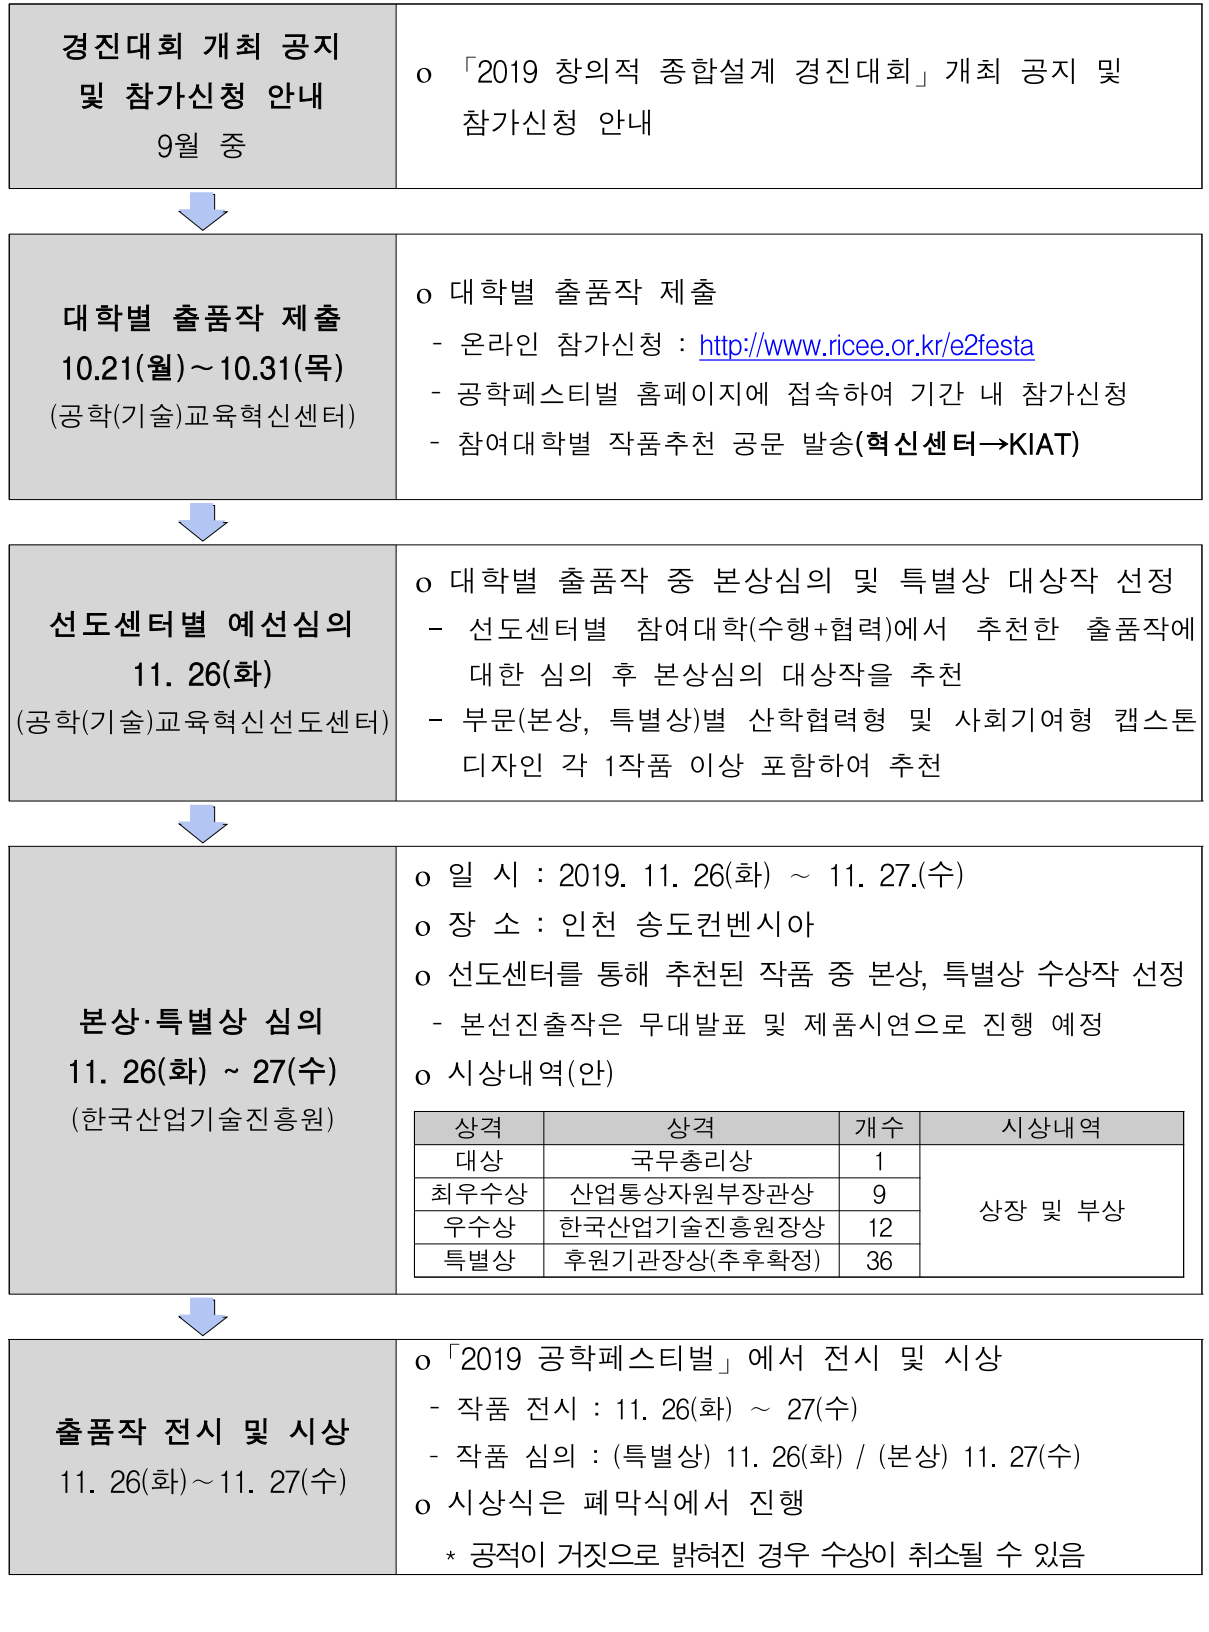 경진대회 개최 공지
및 참가신청 안내
9월 중
o 「2019 창의적 종합설계 경진대회」개최 공지 및
참가신청 안내
대학별 출품작 제출
10.21(월)~10.31(목)
(공학(기술)교육혁신센터)
o 대학별 출품작 제출
- 온라인 참가신청 : http://www.ricee.or.kr/e2festa
- 공학페스티벌 홈페이지에 접속하여 기간 내 참가신청
- 참여대학별 작품추천 공문 발송(혁신센터→KIAT)
선도센터별 예선심의
11. 26(화)
(공학(기술)교육혁신선도센터)
o 대학별 출품작 중 본상심의 및 특별상 대상작 선정
- 선도센터별 참여대학(수행+협력)에서 추천한 출품작에
대한 심의 후 본상심의 대상작을 추천
- 부문(본상, 특별상)별 산학협력형 및 사회기여형 캡스톤
디자인 각 1작품 이상 포함하여 추천
본상·특별상 심의
11. 26(화) ~ 27(수)
(한국산업기술진흥원)
o 일 시 : 2019. 11. 26(화) ~ 11. 27.(수)
o 장 소 : 인천 송도컨벤시아
o 선도센터를 통해 추천된 작품 중 본상, 특별상 수상작 선정
- 본선진출작은 무대발표 및 제품시연으로 진행 예정
o 시상내역(안)
상격 상격 개수 시상내역
대상 국무총리상 1
최우수상 산업통상자원부장관상 9
상장 및 부상
우수상 한국산업기술진흥원장상 12
특별상 후원기관장상(추후확정) 36
출품작 전시 및 시상
11. 26(화)~11. 27(수)
o「2019 공학페스티벌」에서 전시 및 시상
- 작품 전시 : 11. 26(화) ~ 27(수)
- 작품 심의 : (특별상) 11. 26(화) / (본상) 11. 27(수)
o 시상식은 폐막식에서 진행
* 공적이 거짓으로 밝혀진 경우 수상이 취소될 수 있음